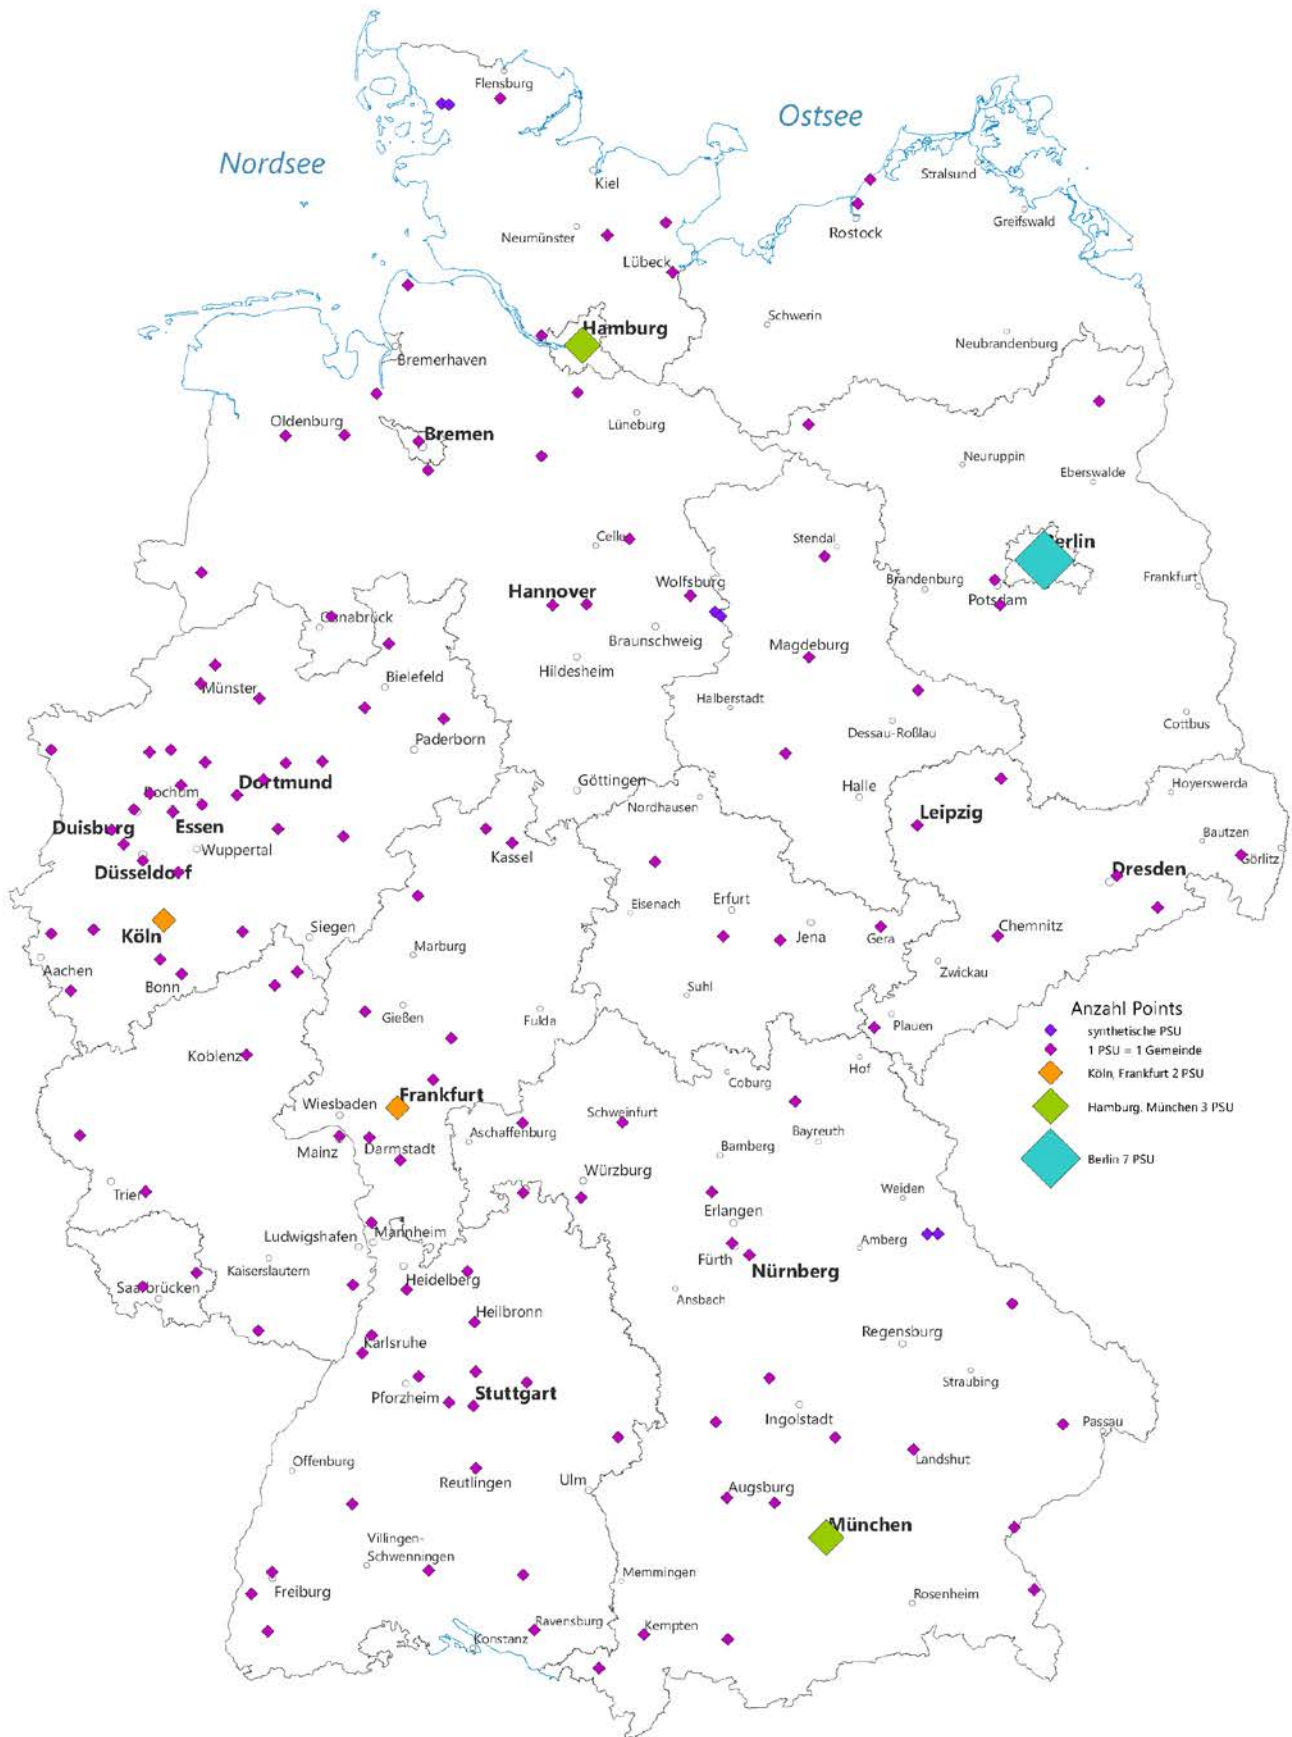 Flensburg
Ostsee
Nordsee
Stralsund
Kiel
Greifswald
Neumünster
Rostock
Lübeck
Schwerin
Hamburg
Neubrandenburg
Bremerhaven
Oldenburg
Lüneburg
Bremen
Neuruppin
Eberswalde
Celle
Stendal
Berlin
Wolfsburg
Brandenburg
Frankfurt
Hannover
Potsdam
Osnabrück
Braunschweig
Magdeburg
Hildesheim
Bielefeld
Münster
Halberstadt
Cottbus
Dessau-Roßlau
Paderborn
Göttingen
Dortmund
Halle
Hoyerswerda
Bochum
Nordhausen
Leipzig
Duisburg
Essen
Bautzen
Wuppertal
Kassel
Görlitz
Düsseldorf
Dresden
Eisenach
Erfurt
Siegen
Chemnitz
Köln
Jena
Gera
Marburg
Aachen
Zwickau
Bonn
Suhl
Anzahl Points
Gießen
Fulda
Plauen
synthetische PSU
1 PSU = 1 Gemeinde
Koblenz
Hof
Köln, Frankfurt 2 PSU
Coburg
Frankfurt
Wiesbaden
Schweinfurt
Hamburg, München 3 PSU
Aschaffenburg
Bayreuth
Mainz
Darmstadt
Bamberg
Berlin 7 PSU
Würzburg
Trier
Weiden
Erlangen
Mannheim
Ludwigshafen
Amberg
Fürth
Kaiserslautern
Nürnberg
Heidelberg
Saarbrücken
Ansbach
Heilbronn
Regensburg
Karlsruhe
Straubing
Pforzheim
Stuttgart
Ingolstadt
Passau
Offenburg
Landshut
Reutlingen
Ulm
Augsburg
München
Villingen-
Schwenningen
Memmingen
Freiburg
Rosenheim
Ravensburg
Kempten
Konstanz